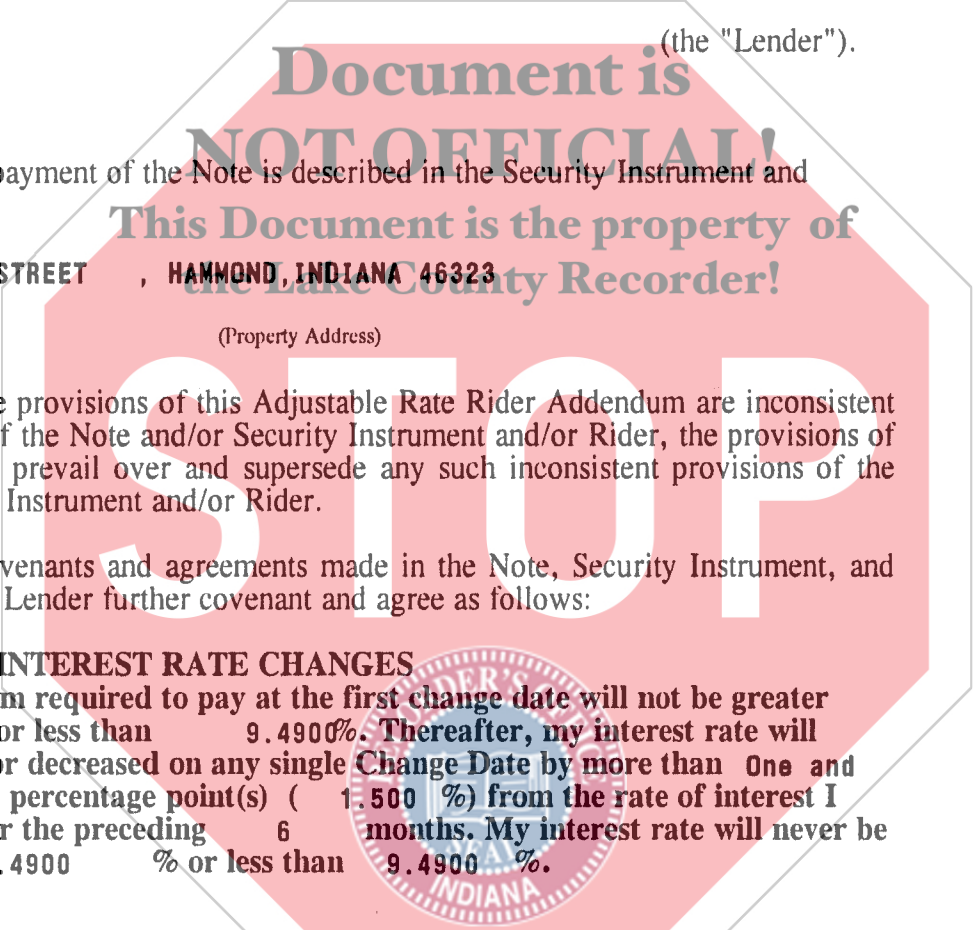 (the "Lender").
Document is
NOT OFFICIAL!
payment of the Note is described in the Security Instrument and
This Document is the property of
STREET , HAMMOND, INDIANA 46323
the Lake County Recorder!
(Property Address)
provisions of this Adjustable Rate Rider Addendum are inconsistent
the Note and/or Security Instrument and/or Rider, the provisions of
prevail over and supersede any such inconsistent provisions of the
Instrument and/or Rider.
STOP
venants and agreements made in the Note, Security Instrument, and
Lender further covenant and agree as follows:
INTEREST RATE CHANGES
m required to pay at the first change date will not be greater
or less than 9.4900%. Thereafter, my interest rate will
or decreased on any single Change Date by more than One and
percentage point(s) ( 1.500 %) from the rate of interest I
r the preceding 6 months. My interest rate will never be
.4900 % or less than 9.4900 %.
SEAL
INDIANA